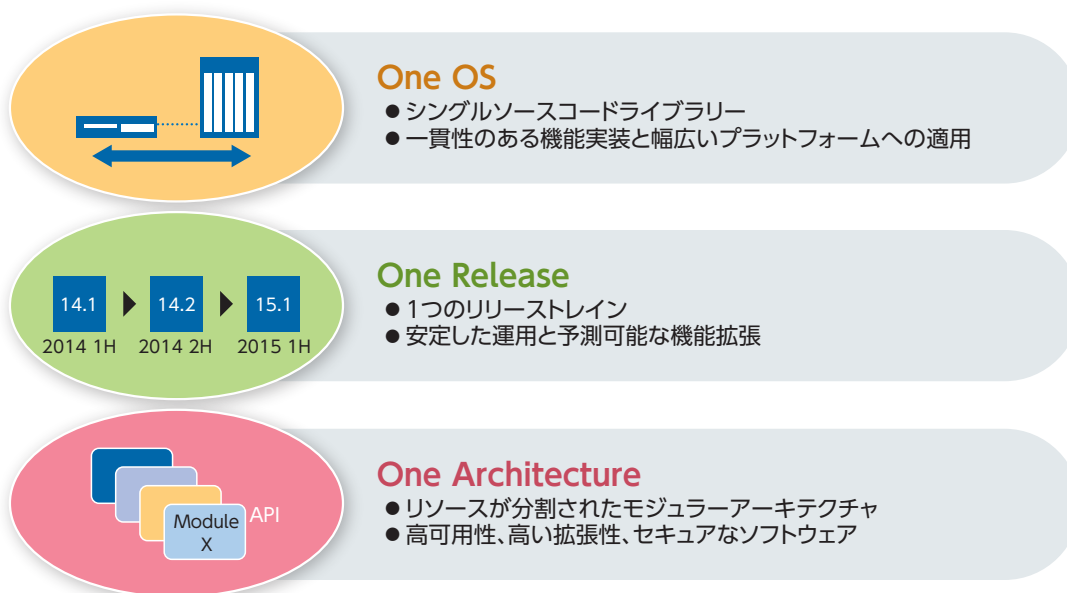 One OS
● シングルソースコードライブラリー
● 一貫性のある機能実装と幅広いプラットフォームへの適用
14.1 14.2 15.1
2014 1H 2014 2H 2015 1H
One Release
● 1つのリリーストレイン
● 安定した運用と予測可能な機能拡張
Module
X
API
One Architecture
● リソースが分割されたモジュラーアーキテクチャ
● 高可用性、高い拡張性、セキュアなソフトウェア